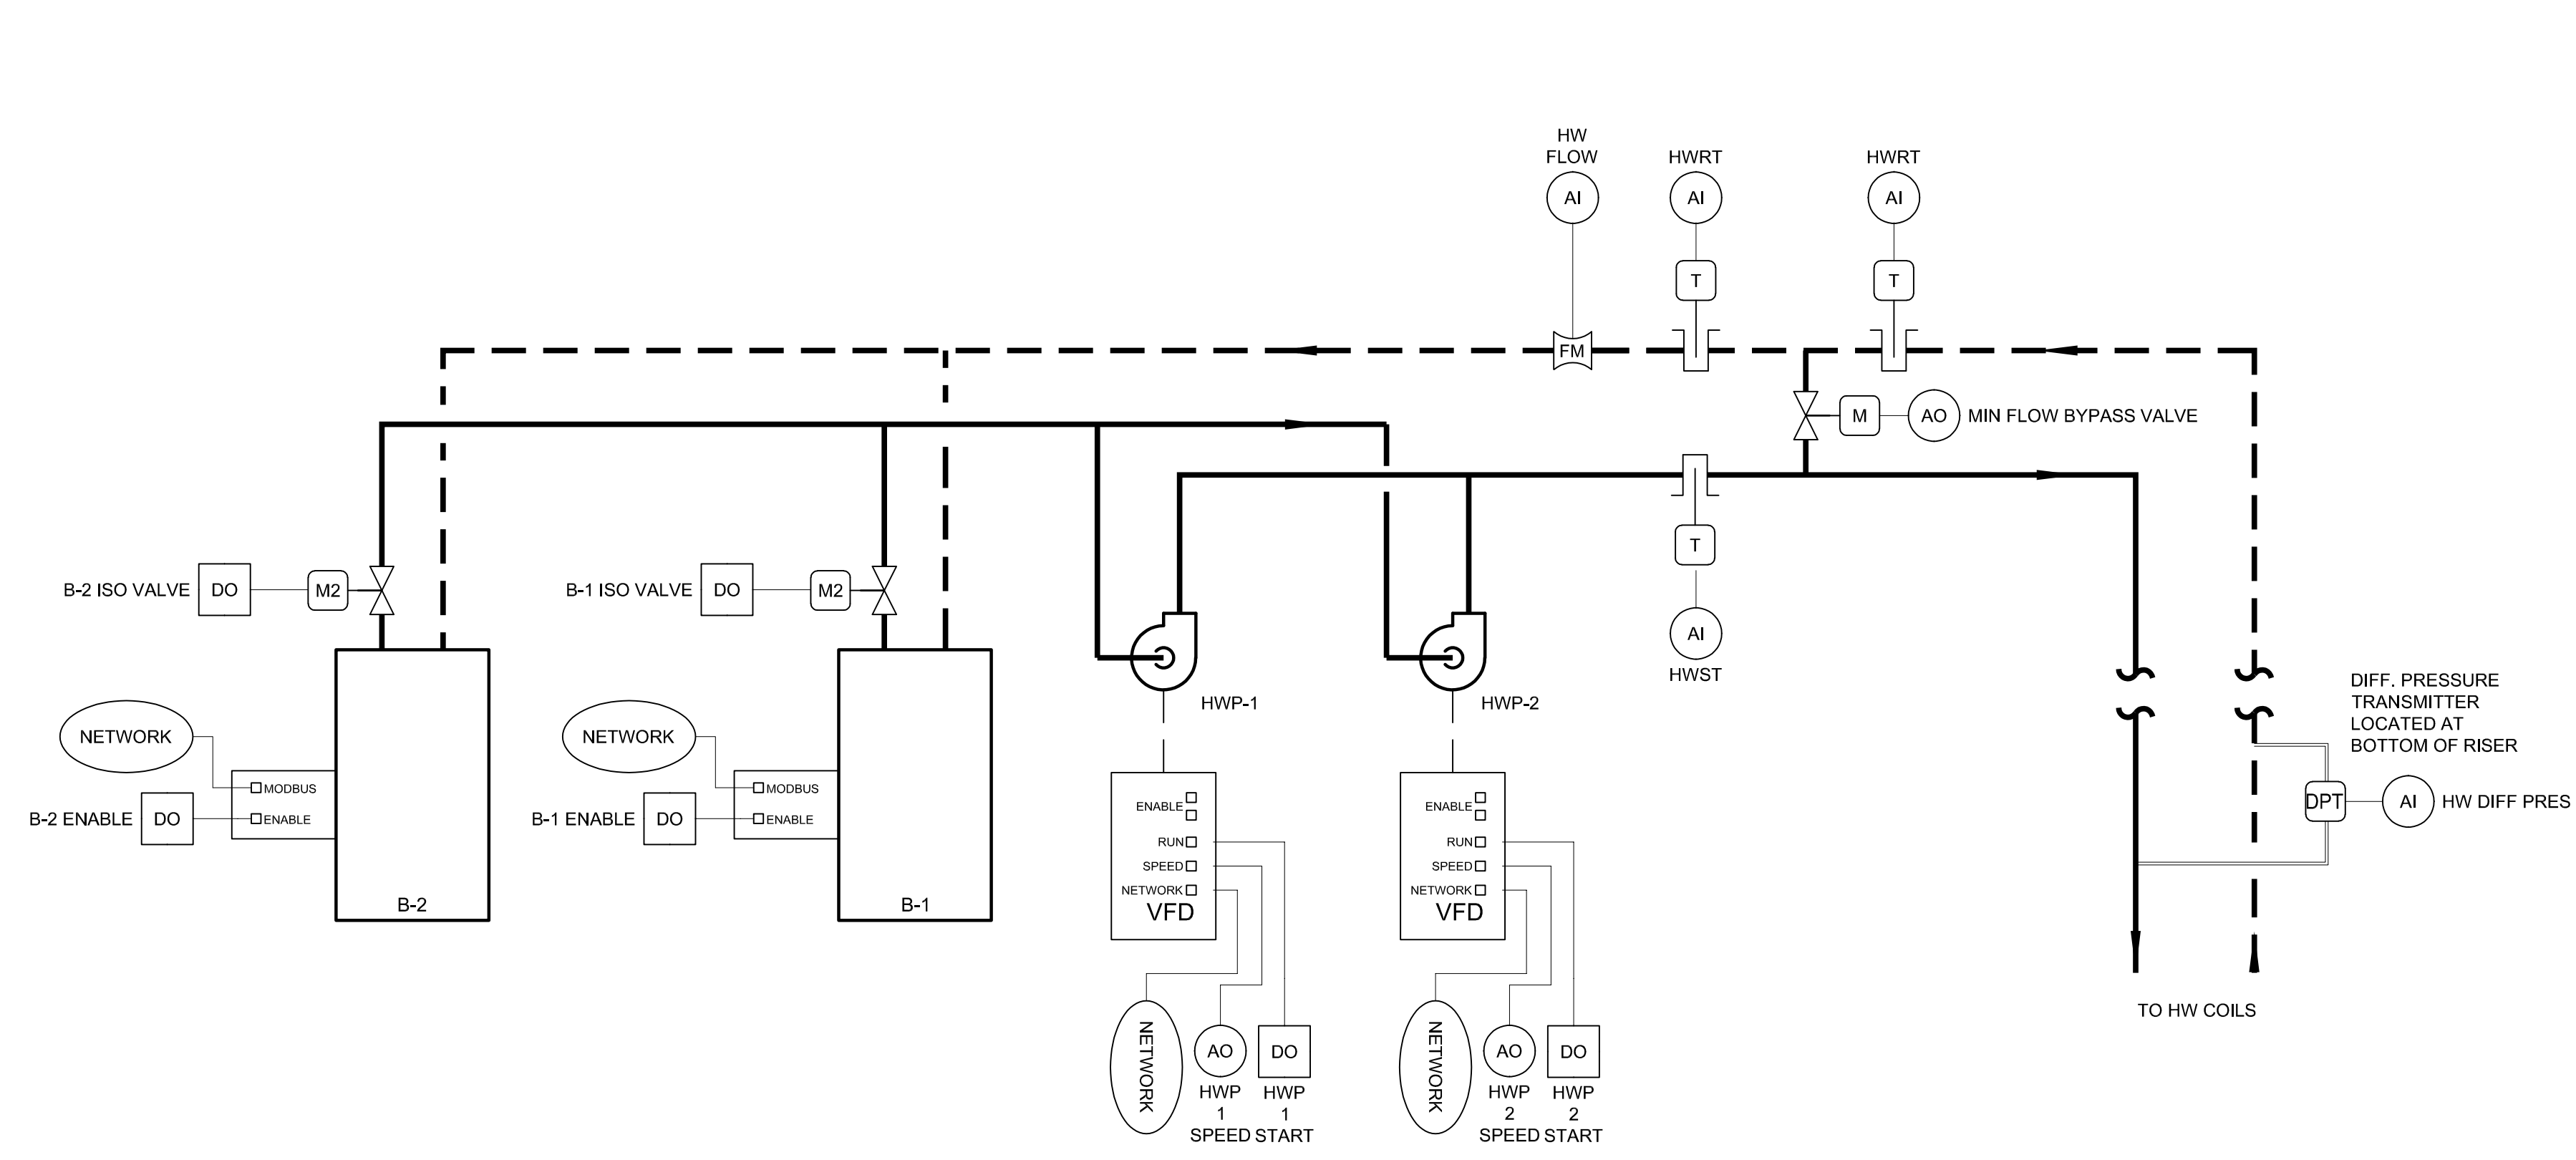 HW
FLOW
HWRT
HWRT
AI
AI
AI
T
T
FM
M
AO
MIN FLOW BYPASS VALVE
T
AI
HWST
B-2 ISO VALVE
DO
M2
B-1 ISO VALVE
DO
M2
HWP-1
HWP-2
NETWORK
MODBUS
B-2 ENABLE
DO
ENABLE
B-2
NETWORK
MODBUS
B-1 ENABLE
DO
ENABLE
B-1
ENABLE
RUN
SPEED
NETWORK
VFD
NETWORK
AO
DO
HWP
1
SPEED
HWP
1
START
ENABLE
RUN
SPEED
NETWORK
VFD
NETWORK
AO
DO
HWP
2
SPEED
HWP
2
START
DIFF. PRESSURE
TRANSMITTER
LOCATED AT
BOTTOM OF RISER
DPT
AI
HW DIFF PRES
TO HW COILS